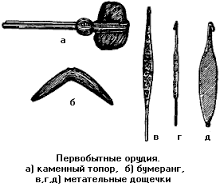 а
б
в
г
д
Первобытные орудия.
а) каменный топор, б) бумеранг,
в,г,д) метательные дощечки